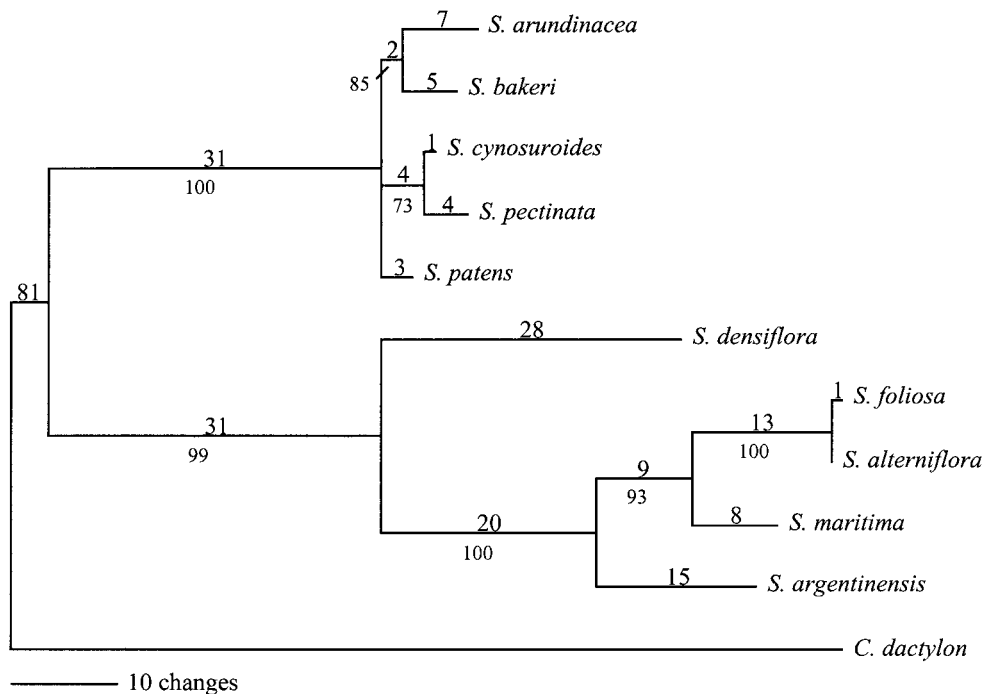 7 S. arundinacea
2
85
5 S. bakeri
1 S. cynosuroides
31
4
100
73
4 S. pectinata
3 S. patens
81
28 S. densiflora
1 S. foliosa
13
31
99
100
S. alterniflora
9
93
8 S. maritima
20
100
15 S. argentinensis
C. dactylon
10 changes